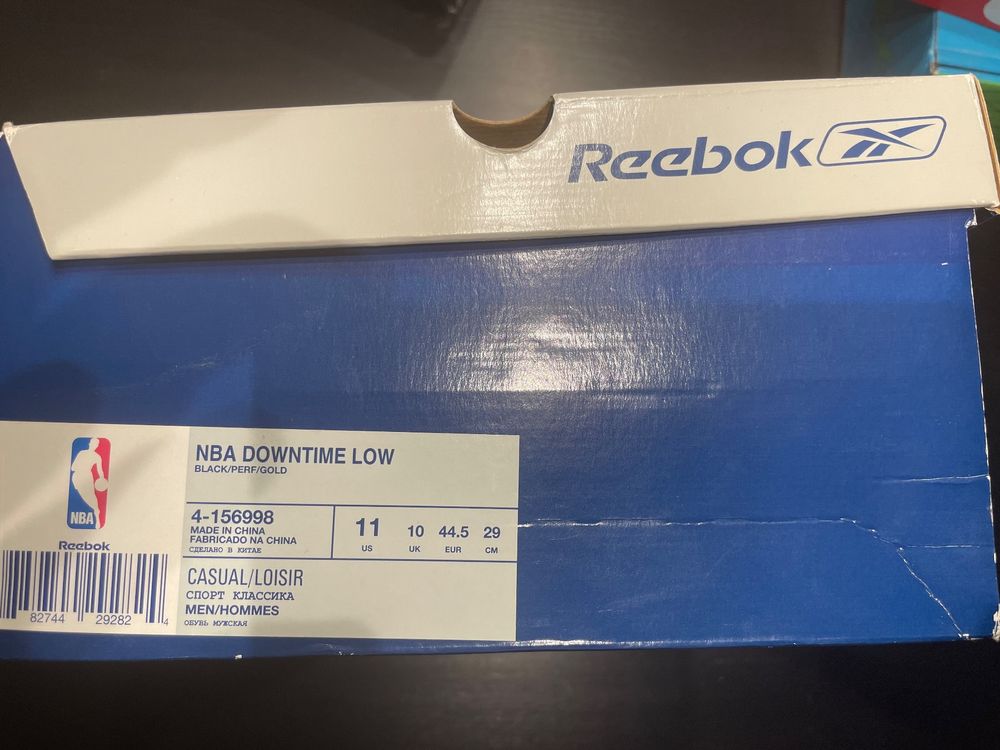 Reebok
NBA
Reebok
82744 29282 4
NBA DOWNTIME LOW
BLACK/PERF/GOLD
4-156998
MADE IN CHINA
FABRICADO NA CHINA
СДЕЛАНО В КИТАЕ
11 10 44.5 29
US UK EUR CM
CASUAL/LOISIR
СПОРТ КЛАССИКА
MEN/HOMMES
ОБУВЬ МУЖСКАЯ